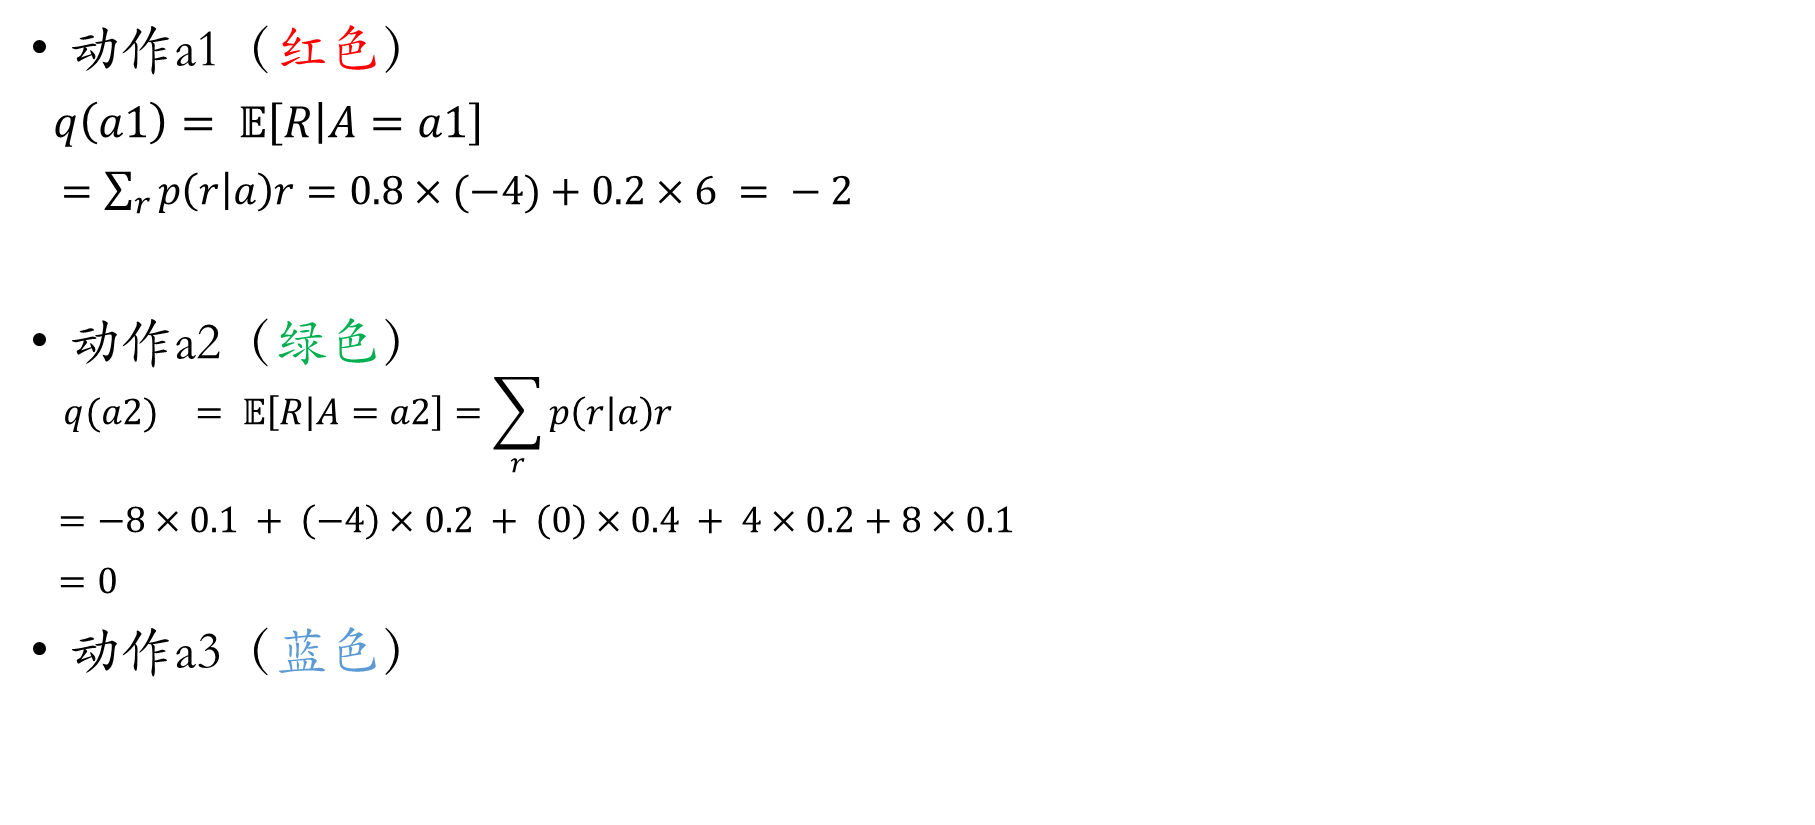 • 动作a1（红色）
q(a1) = 𝔼[R|A = a1]
= ∑ᵣ p(r|a)r = 0.8 × (−4) + 0.2 × 6 = − 2
• 动作a2（绿色）
q(a2) = 𝔼[R|A = a2] = ∑ᵣ p(r|a)r
= −8 × 0.1 + (−4) × 0.2 + (0) × 0.4 + 4 × 0.2 + 8 × 0.1
= 0
• 动作a3（蓝色）